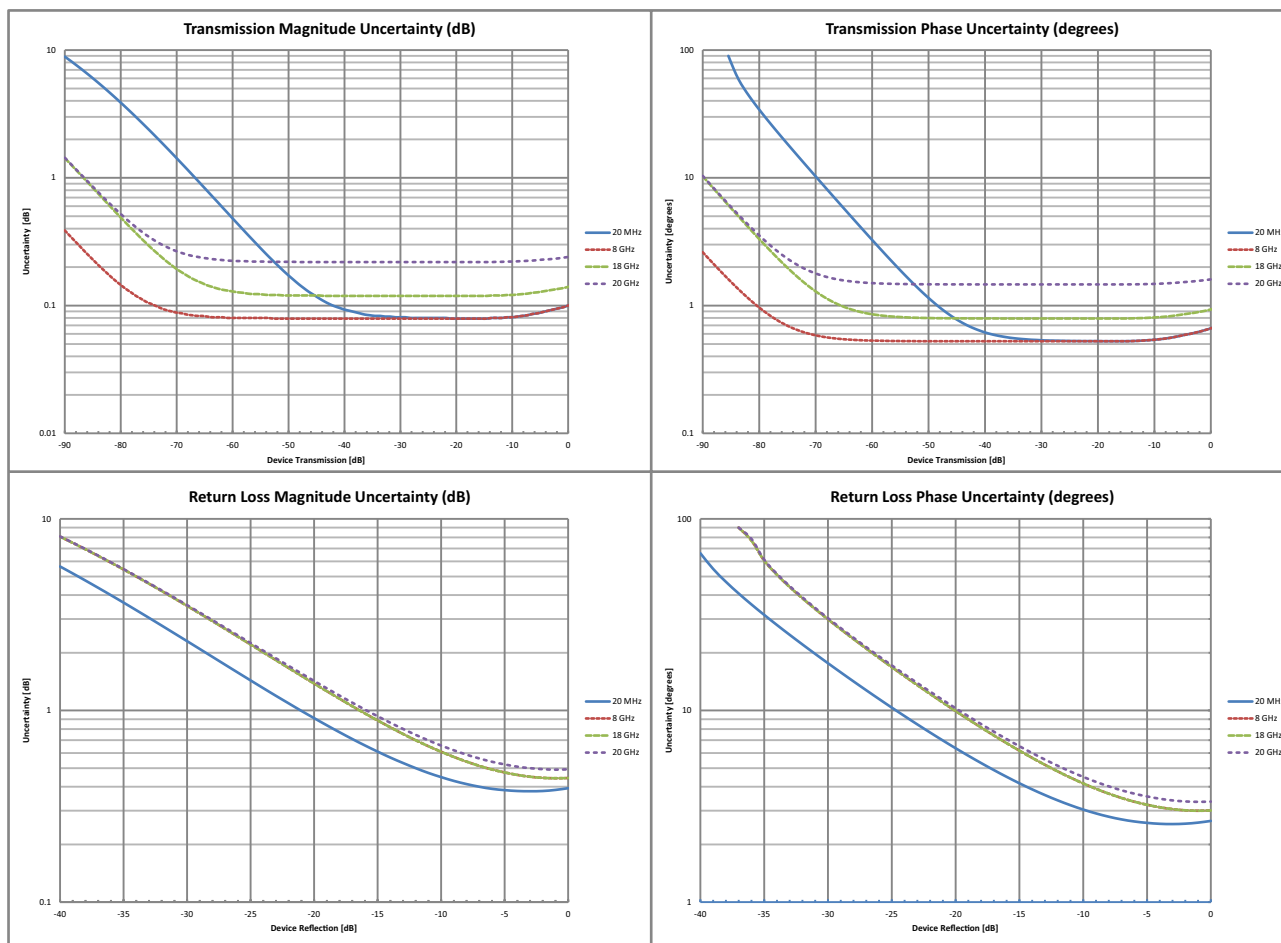 Transmission Magnitude Uncertainty (dB)
10
1
0.1
0.01
Uncertainty [dB]
-90 -80 -70 -60 -50 -40 -30 -20 -10 0
Device Transmission [dB]
20 MHz
8 GHz
18 GHz
20 GHz
Transmission Phase Uncertainty (degrees)
100
10
1
0.1
Uncertainty [degrees]
-90 -80 -70 -60 -50 -40 -30 -20 -10 0
Device Transmission [dB]
20 MHz
8 GHz
18 GHz
20 GHz
Return Loss Magnitude Uncertainty (dB)
10
1
0.1
Uncertainty [dB]
-40 -35 -30 -25 -20 -15 -10 -5 0
Device Reflection [dB]
20 MHz
8 GHz
18 GHz
20 GHz
Return Loss Phase Uncertainty (degrees)
100
10
1
Uncertainty [degrees]
-40 -35 -30 -25 -20 -15 -10 -5 0
Device Reflection [dB]
20 MHz
8 GHz
18 GHz
20 GHz